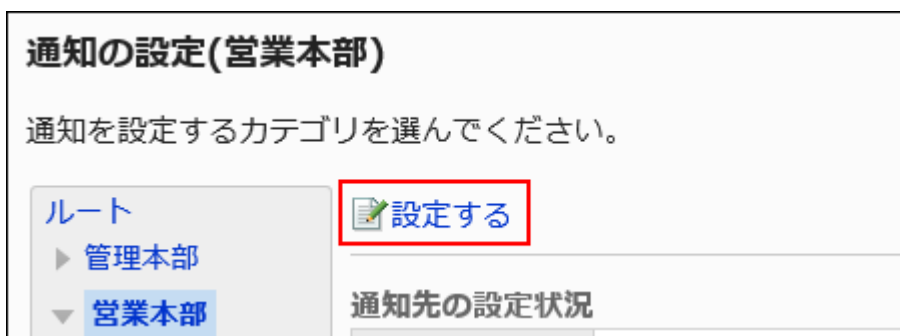 通知の設定(営業本部)
通知を設定するカテゴリを選んでください。
ルート
管理本部
営業本部
設定する
通知先の設定状況